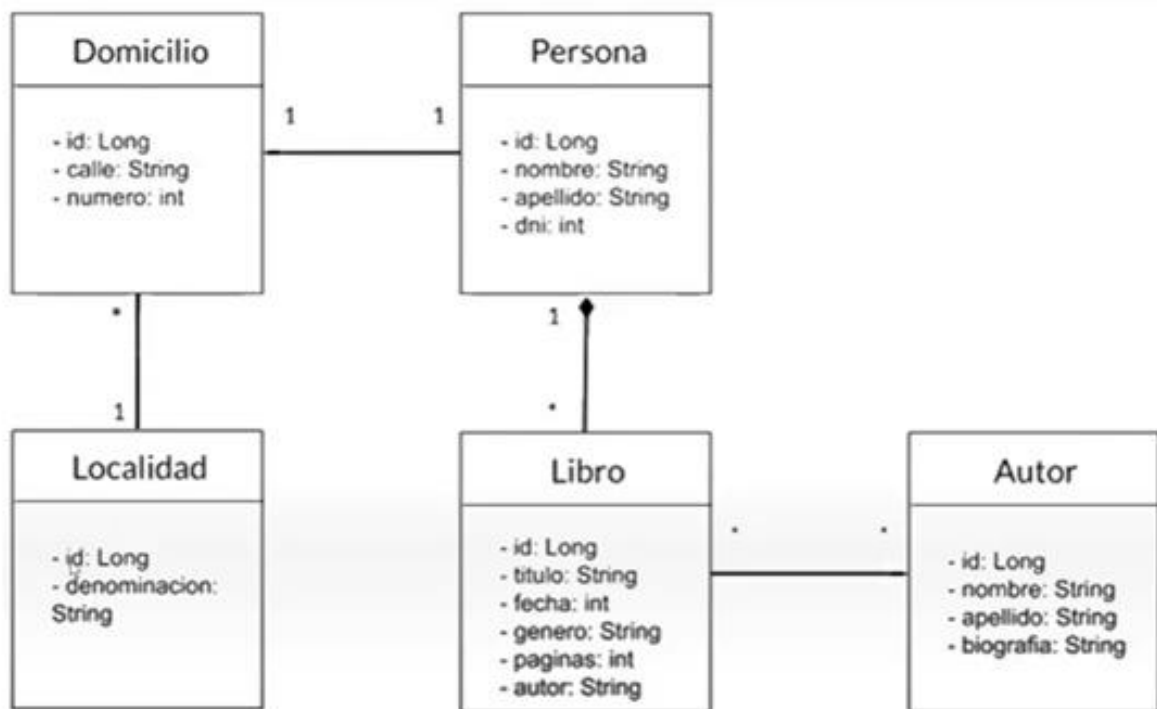 Domicilio
- id: Long
- calle: String
- numero: int
1
1
Persona
- id: Long
- nombre: String
- apellido: String
- dni: int
*
1
Localidad
- id: Long
- denominacion:
String
1
*
Libro
- id: Long
- titulo: String
- fecha: int
- genero: String
- paginas: int
- autor: String
*
*
Autor
- id: Long
- nombre: String
- apellido: String
- biografia: String